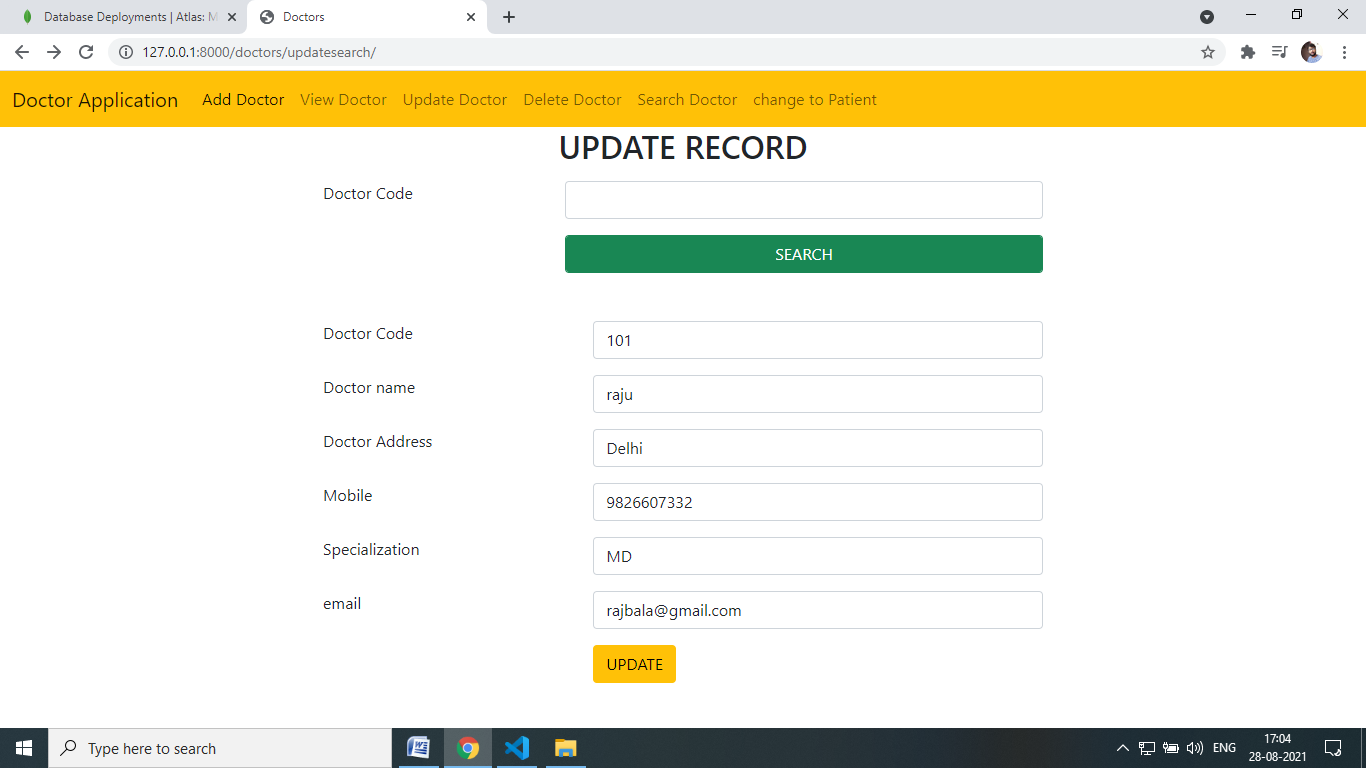 Database Deployments | Atlas: M
Doctors
127.0.0.1:8000/doctors/updatesearch/
Doctor Application Add Doctor View Doctor Update Doctor Delete Doctor Search Doctor change to Patient
UPDATE RECORD
Doctor Code
SEARCH
Doctor Code 101
Doctor name raju
Doctor Address Delhi
Mobile 9826607332
Specialization MD
email rajbala@gmail.com
UPDATE
Type here to search
ENG
17:04
28-08-2021